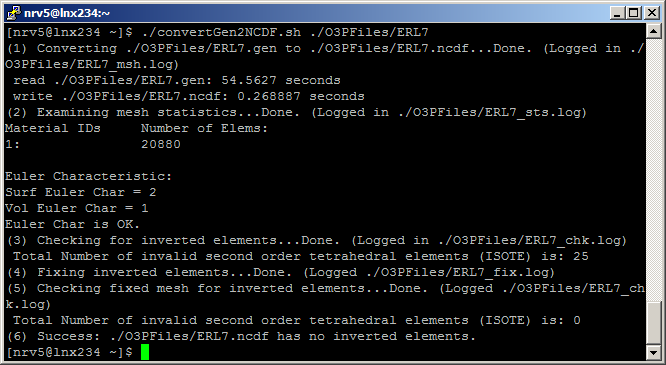 nrv5@lnx234:~
[nrv5@lnx234 ~]$ ./convertGen2NCDF.sh ./O3PFiles/ERL7
(1) Converting ./O3PFiles/ERL7.gen to ./O3PFiles/ERL7.ncdf...Done. (Logged in ./
O3PFiles/ERL7_msh.log)
 read ./O3PFiles/ERL7.gen: 54.5627 seconds
 write ./O3PFiles/ERL7.ncdf: 0.268887 seconds
(2) Examining mesh statistics...Done. (Logged in ./O3PFiles/ERL7_sts.log)
Material IDs     Number of Elems:
1:               20880
Euler Characteristic:
Surf Euler Char = 2
Vol Euler Char = 1
Euler Char is OK.
(3) Checking for inverted elements...Done. (Logged in ./O3PFiles/ERL7_chk.log)
 Total Number of invalid second order tetrahedral elements (ISOTE) is: 25
(4) Fixing inverted elements...Done. (Logged ./O3PFiles/ERL7_fix.log)
(5) Checking fixed mesh for inverted elements...Done. (Logged ./O3PFiles/ERL7_ch
k.log)
 Total Number of invalid second order tetrahedral elements (ISOTE) is: 0
(6) Success: ./O3PFiles/ERL7.ncdf has no inverted elements.
[nrv5@lnx234 ~]$